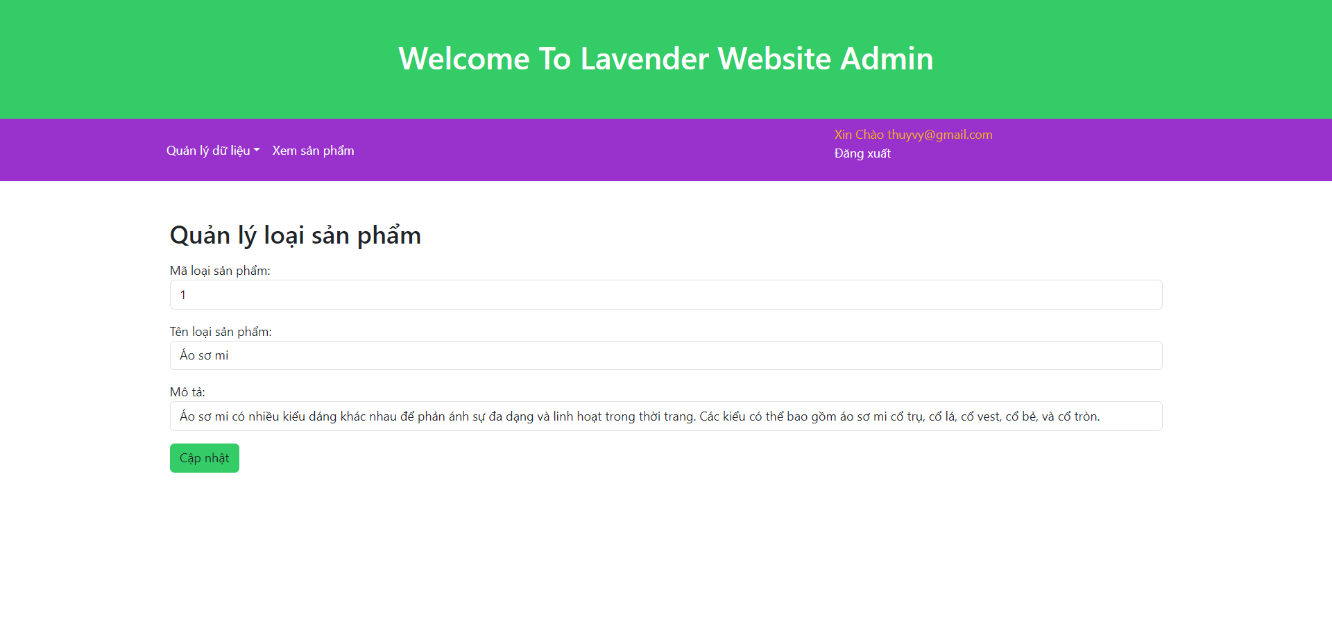 Welcome To Lavender Website Admin
Quản lý dữ liệu Xem sản phẩm
Xin Chào thuyvy@gmail.com
Đăng xuất
Quản lý loại sản phẩm
Mã loại sản phẩm:
1
Tên loại sản phẩm:
Áo sơ mi
Mô tả:
Áo sơ mi có nhiều kiểu dáng khác nhau để phản ánh sự đa dạng và linh hoạt trong thời trang. Các kiểu có thể bao gồm áo sơ mi cổ trụ, cổ lá, cổ vest, cổ bẻ, và cổ tròn.
Cập nhật